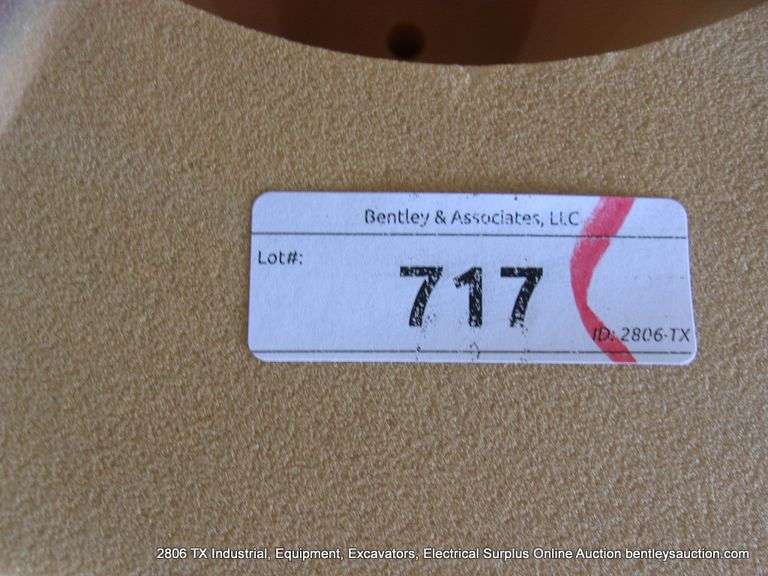 Bentley & Associates, LLC
Lot#:
717
ID: 2806-TX
2806 TX Industrial, Equipment, Excavators, Electrical Surplus Online Auction bentleysauction.com